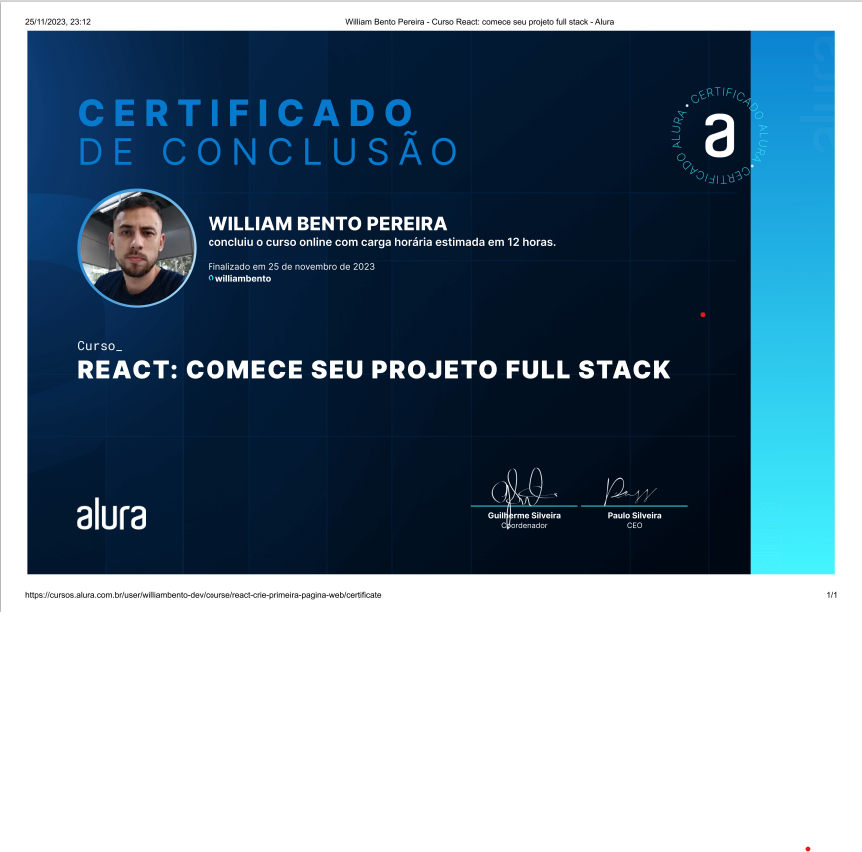 25/11/2023, 23:12
William Bento Pereira - Curso React: comece seu projeto full stack - Alura
CERTIFICADO
DE CONCLUSÃO
CERTIFICADO ALURA • CERTIFICADO ALURA •
a
alura
WILLIAM BENTO PEREIRA
concluiu o curso online com carga horária estimada em 12 horas.
Finalizado em 25 de novembro de 2023
williambento
Curso_
REACT: COMECE SEU PROJETO FULL STACK
alura
Guilherme Silveira
Coordenador
Paulo Silveira
CEO
https://cursos.alura.com.br/user/williambento-dev/course/react-crie-primeira-pagina-web/certificate
1/1